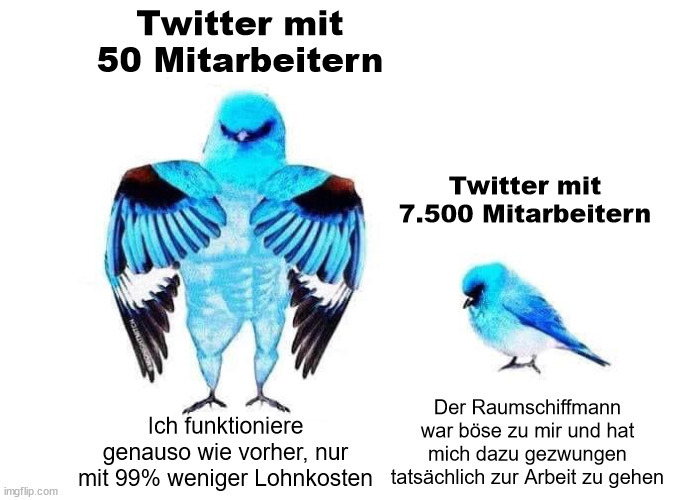 Twitter mit
50 Mitarbeitern
Twitter mit
7.500 Mitarbeitern
Ich funktioniere
genauso wie vorher, nur
mit 99% weniger Lohnkosten
Der Raumschiffmann
war böse zu mir und hat
mich dazu gezwungen
tatsächlich zur Arbeit zu gehen
imgflip.com